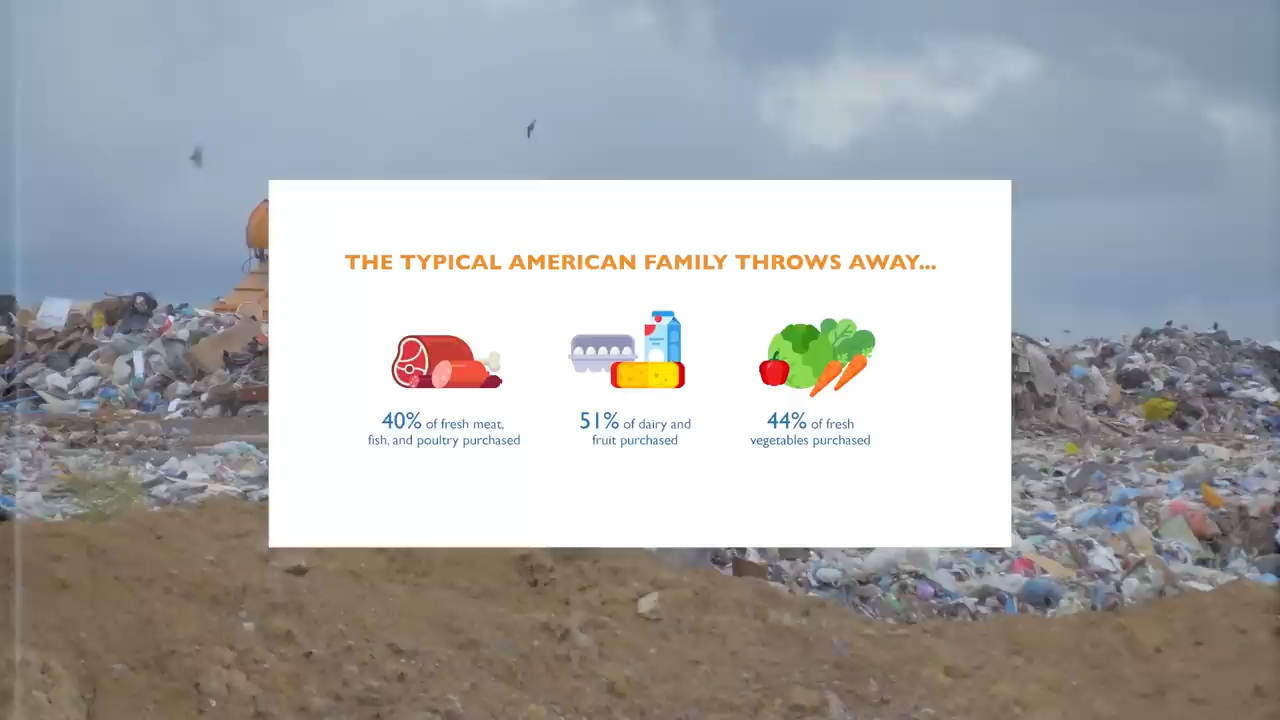 THE TYPICAL AMERICAN FAMILY THROWS AWAY...
40% of fresh meat,
fish, and poultry purchased
51% of dairy and
fruit purchased
44% of fresh
vegetables purchased